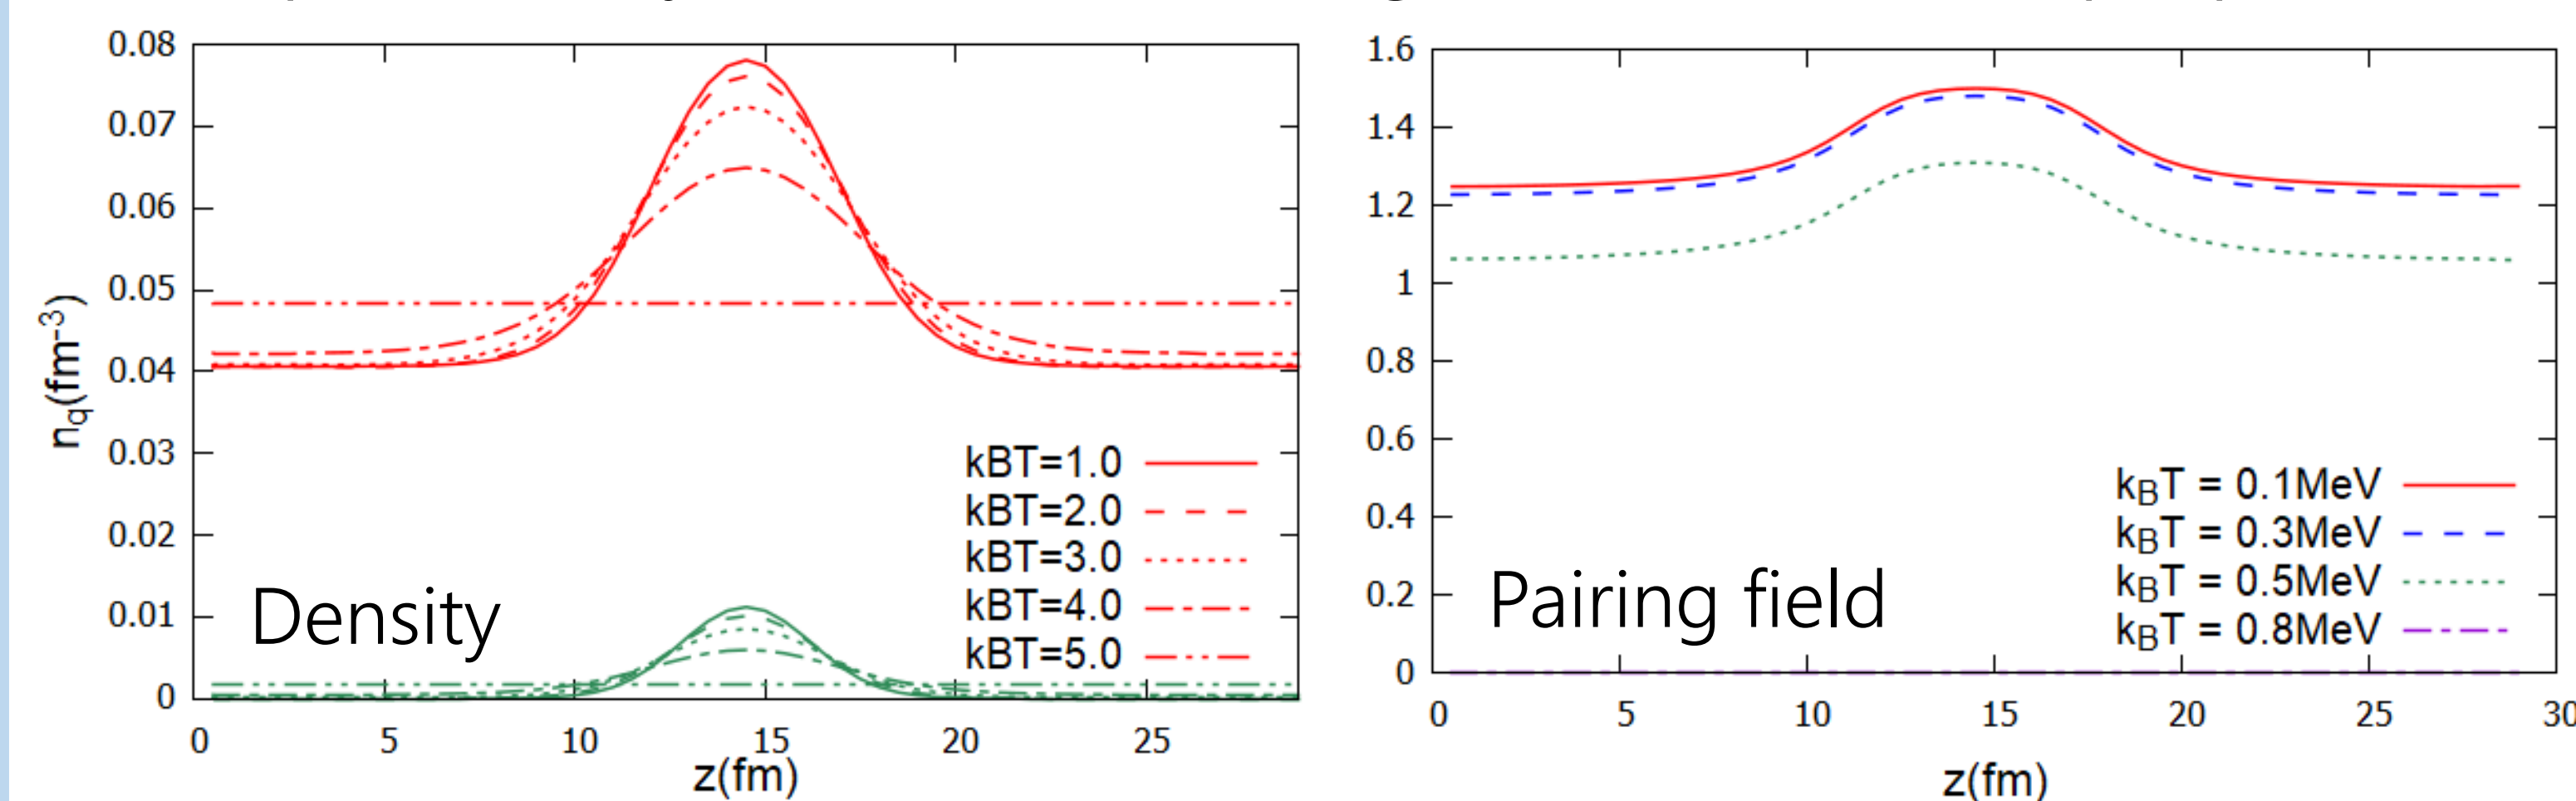 0.08
0.07
0.06
0.05
0.04
0.03
0.02
0.01
0
nq(fm-3)
kBT=1.0
kBT=2.0
kBT=3.0
kBT=4.0
kBT=5.0
Density
0 5 10 15 20 25
z(fm)
1.6
1.4
1.2
1
0.8
0.6
0.4
0.2
0
kBT = 0.1MeV
kBT = 0.3MeV
kBT = 0.5MeV
kBT = 0.8MeV
Pairing field
0 5 10 15 20 25
z(fm)